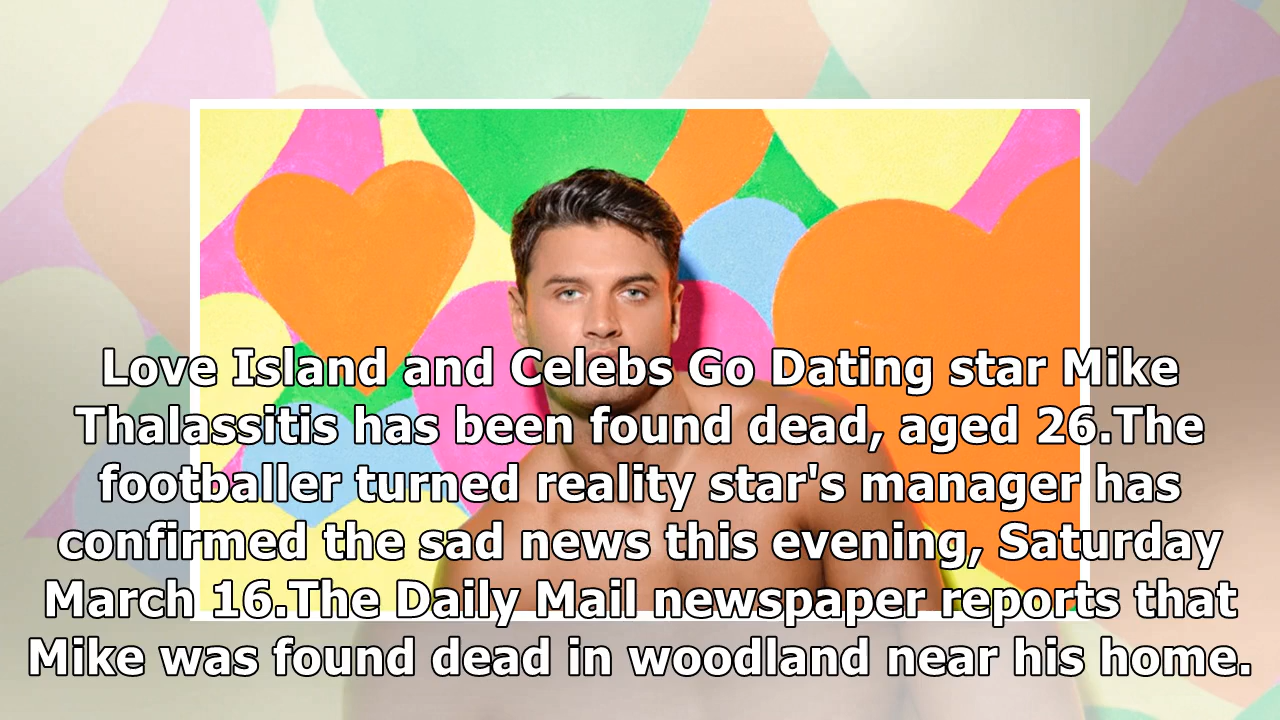 Love Island and Celebs Go Dating star Mike
Thalassitis has been found dead, aged 26.The
footballer turned reality star's manager has
confirmed the sad news this evening, Saturday
March 16.The Daily Mail newspaper reports that
Mike was found dead in woodland near his home.